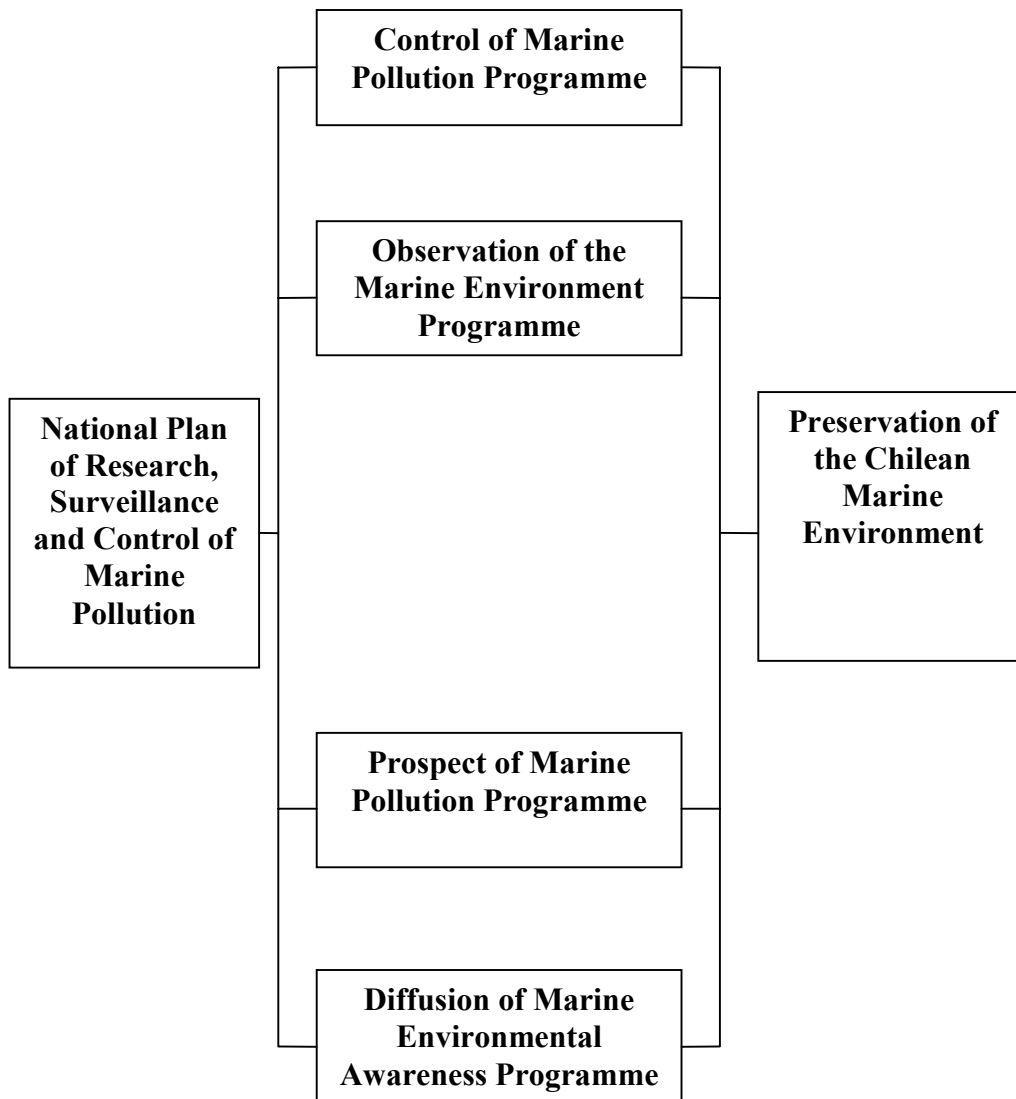 Control of Marine
Pollution Programme
Observation of the
Marine Environment
Programme
National Plan
of Research,
Surveillance
and Control of
Marine
Pollution
Preservation of
the Chilean
Marine
Environment
Prospect of Marine
Pollution Programme
Diffusion of Marine
Environmental
Awareness Programme